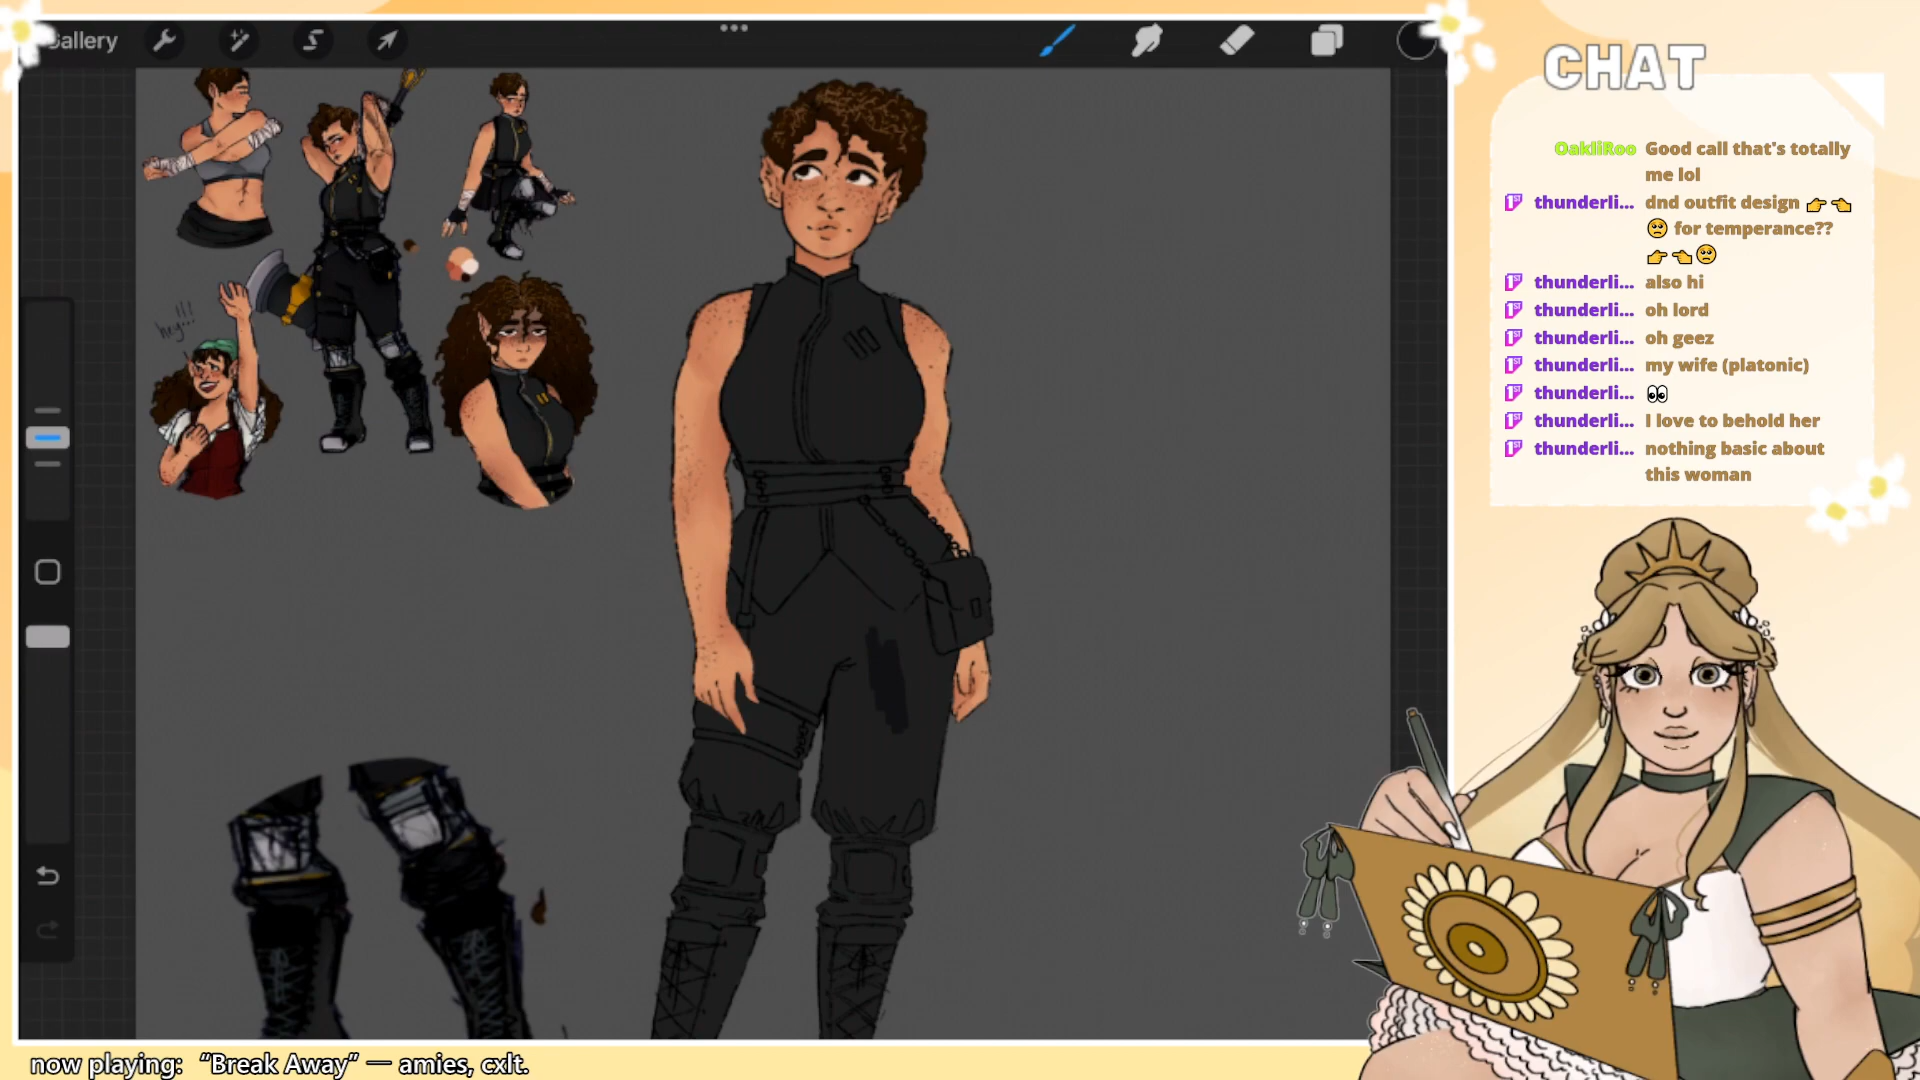 Gallery
CHAT
OakliRoo Good call that's totally
me lol
thunderli... dnd outfit design 👉👈
🥺 for temperance??
👉👈🥺
thunderli... also hi
thunderli... oh lord
thunderli... oh geez
thunderli... my wife (platonic)
thunderli... 👀
thunderli... I love to behold her
thunderli... nothing basic about
this woman
hey!!!
now playing: “Break Away” — amies, cxlt.